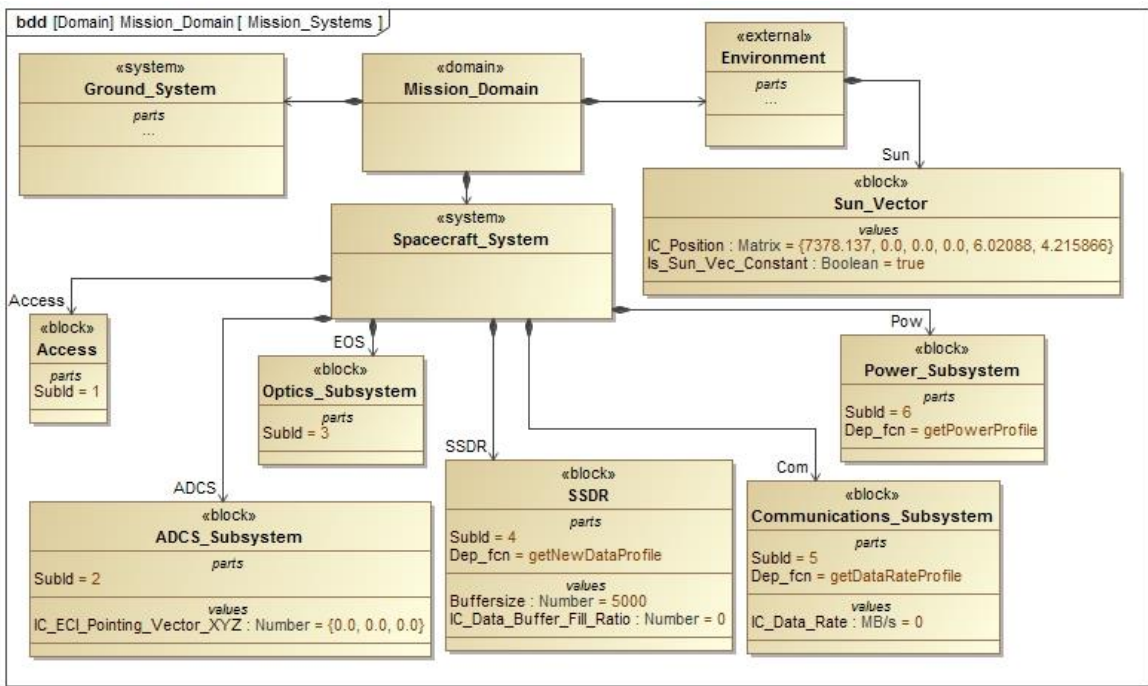 bdd [Domain] Mission_Domain [ Mission_Systems ]
«system»
Ground_System
parts
...
«domain»
Mission_Domain
«external»
Environment
parts
...
Sun
«block»
Sun_Vector
values
IC_Position : Matrix = {7378.137, 0.0, 0.0, 0.0, 6.02088, 4.215866}
Is_Sun_Vec_Constant : Boolean = true
«system»
Spacecraft_System
Access
«block»
Access
parts
SubId = 1
EOS
«block»
Optics_Subsystem
parts
SubId = 3
Pow
«block»
Power_Subsystem
parts
SubId = 6
Dep_fcn = getPowerProfile
ADCS
«block»
ADCS_Subsystem
parts
SubId = 2
values
IC_ECI_Pointing_Vector_XYZ : Number = {0.0, 0.0, 0.0}
SSDR
«block»
SSDR
parts
SubId = 4
Dep_fcn = getNewDataProfile
values
Buffersize : Number = 5000
IC_Data_Buffer_Fill_Ratio : Number = 0
Com
«block»
Communications_Subsystem
parts
SubId = 5
Dep_fcn = getDataRateProfile
values
IC_Data_Rate : MB/s = 0